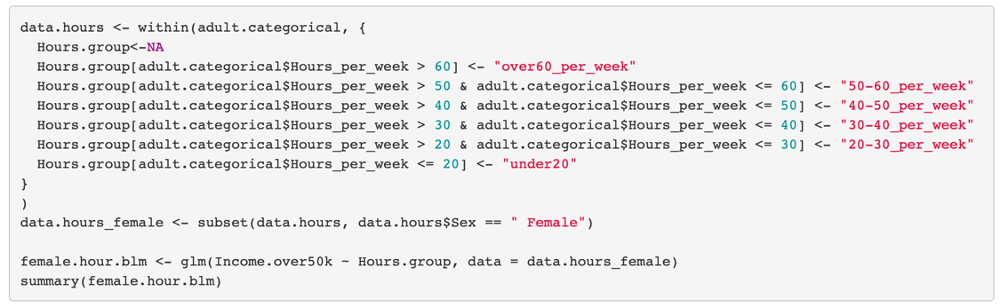 data.hours <- within(adult.categorical, {
  Hours.group<-NA
  Hours.group[adult.categorical$Hours_per_week > 60] <- "over60_per_week"
  Hours.group[adult.categorical$Hours_per_week > 50 & adult.categorical$Hours_per_week <= 60] <- "50-60_per_week"
  Hours.group[adult.categorical$Hours_per_week > 40 & adult.categorical$Hours_per_week <= 50] <- "40-50_per_week"
  Hours.group[adult.categorical$Hours_per_week > 30 & adult.categorical$Hours_per_week <= 40] <- "30-40_per_week"
  Hours.group[adult.categorical$Hours_per_week > 20 & adult.categorical$Hours_per_week <= 30] <- "20-30_per_week"
  Hours.group[adult.categorical$Hours_per_week <= 20] <- "under20"
}
)
data.hours_female <- subset(data.hours, data.hours$Sex == " Female")

female.hour.blm <- glm(Income.over50k ~ Hours.group, data = data.hours_female)
summary(female.hour.blm)